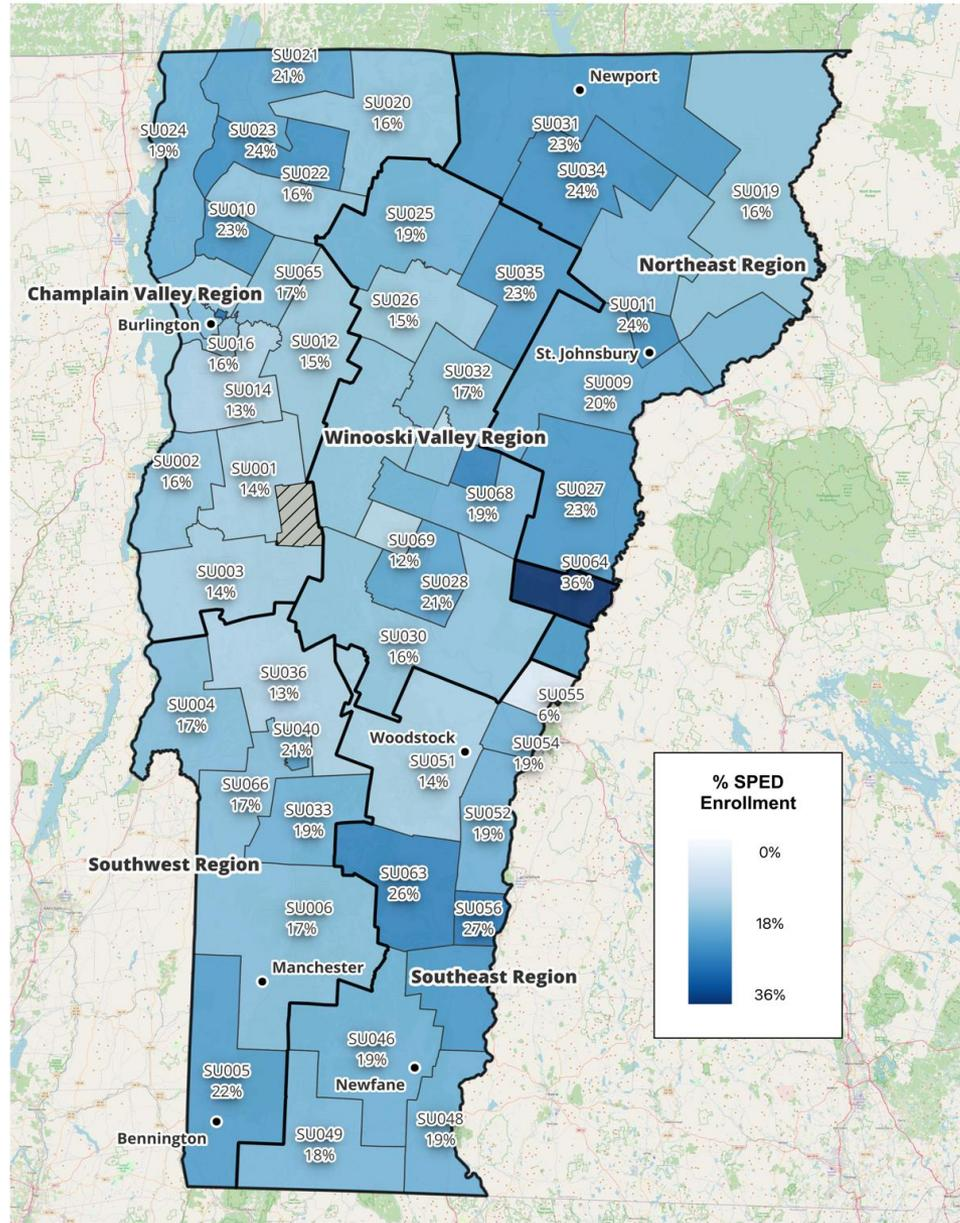 SU021
21%
Newport
SU020
16%
SU024
19%
SU023
24%
SU031
23%
SU022
16%
SU034
24%
SU019
16%
SU010
23%
SU025
19%
Northeast Region
SU065
17%
SU035
23%
Champlain Valley Region
SU026
15%
SU011
24%
Burlington
SU016
16%
SU012
15%
St. Johnsbury
SU032
17%
SU009
20%
SU014
13%
Winooski Valley Region
SU002
16%
SU001
14%
SU068
19%
SU027
23%
SU069
12%
SU064
36%
SU003
14%
SU028
21%
SU030
16%
SU036
13%
SU055
6%
SU004
17%
SU040
21%
Woodstock
SU051
14%
SU054
19%
SU066
17%
SU033
19%
SU052
19%
Southwest Region
SU063
26%
SU006
17%
SU056
27%
Manchester
Southeast Region
SU046
19%
Newfane
SU005
22%
Bennington
SU049
18%
SU048
19%
% SPED
Enrollment
0%
18%
36%